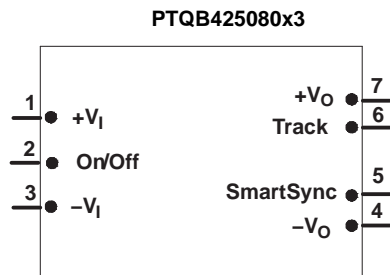 PTQB425080x3
1 +VI
2 On/Off
3 −VI
+VO 7
Track 6
SmartSync 5
−VO 4